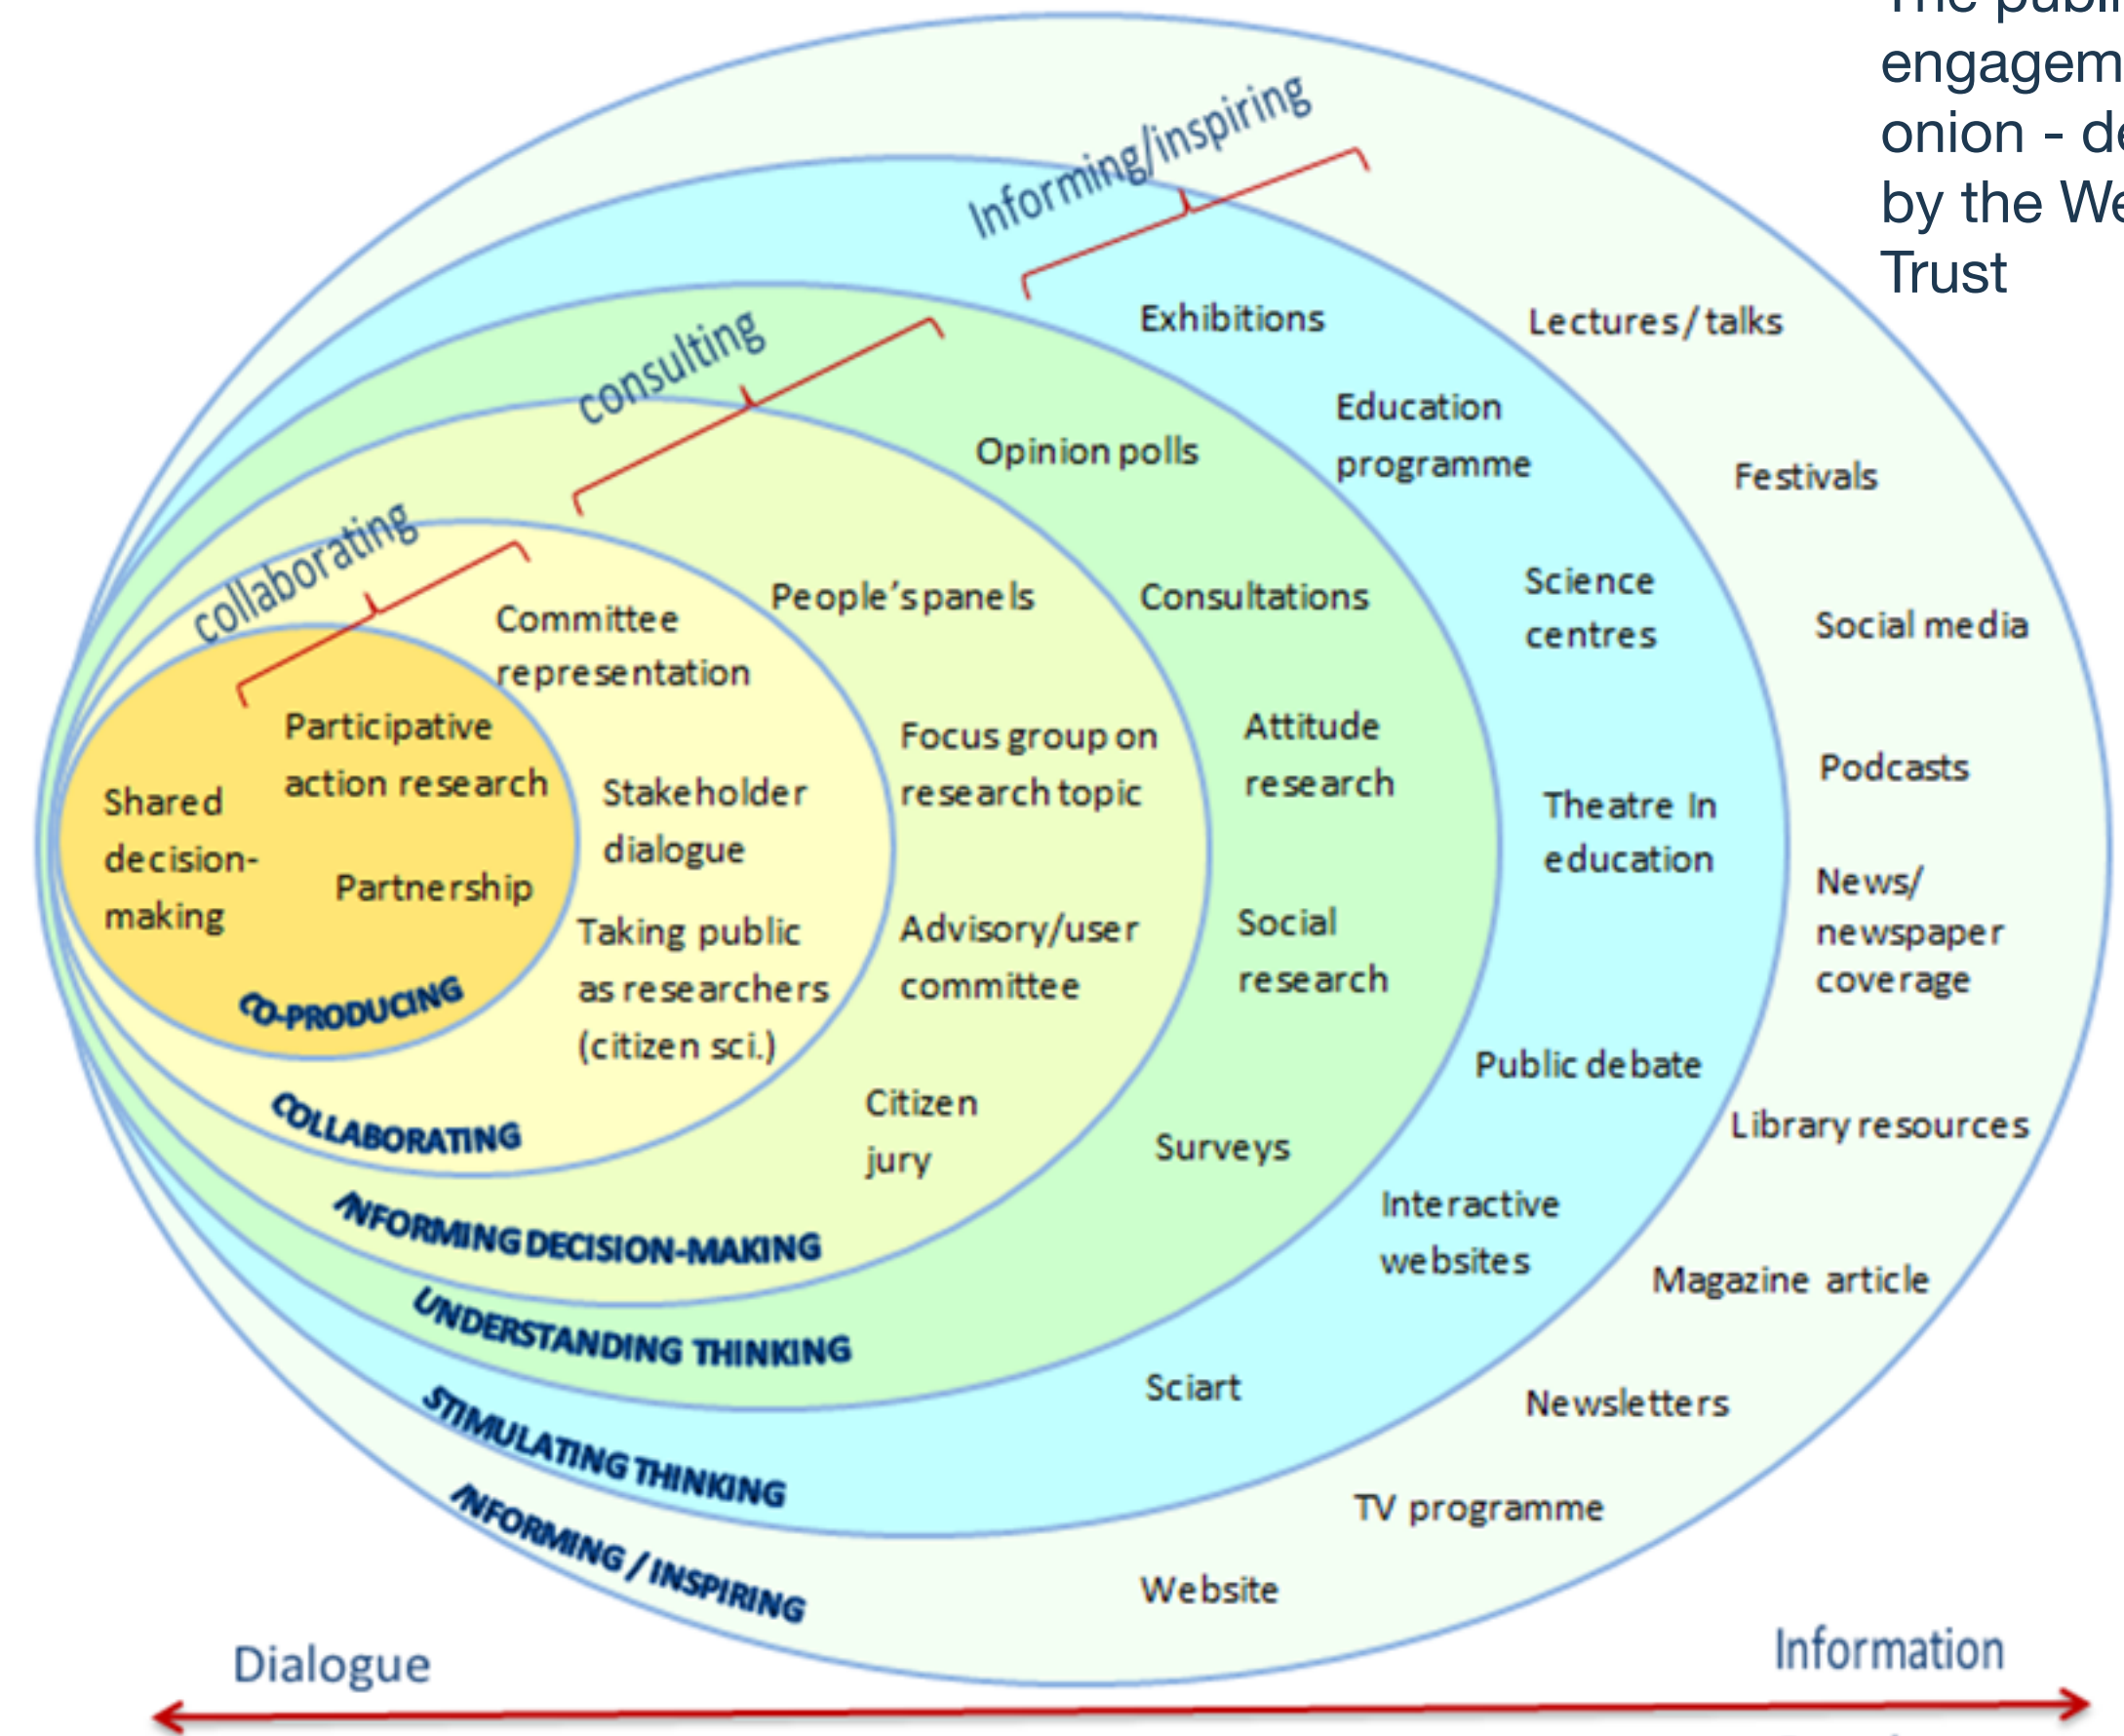 The public
engagem
onion - de
by the We
Trust
Informing/inspiring
consulting
collaborating
Exhibitions
Lectures / talks
Education
programme
Opinion polls
Festivals
Science
centres
Social media
People's panels
Consultations
Committee
representation
Participative
action research
Focus group on
research topic
Attitude
research
Podcasts
Shared
decision-
making
Stakeholder
dialogue
Theatre In
education
Partnership
News/
newspaper
coverage
Taking public
as researchers
(citizen sci.)
Advisory/user
committee
Social
research
CO-PRODUCING
Public debate
Citizen
jury
Surveys
Library resources
COLLABORATING
Interactive
websites
INFORMING DECISION-MAKING
Magazine article
UNDERSTANDING THINKING
Sciart
Newsletters
STIMULATING THINKING
TV programme
INFORMING / INSPIRING
Website
Dialogue
Information